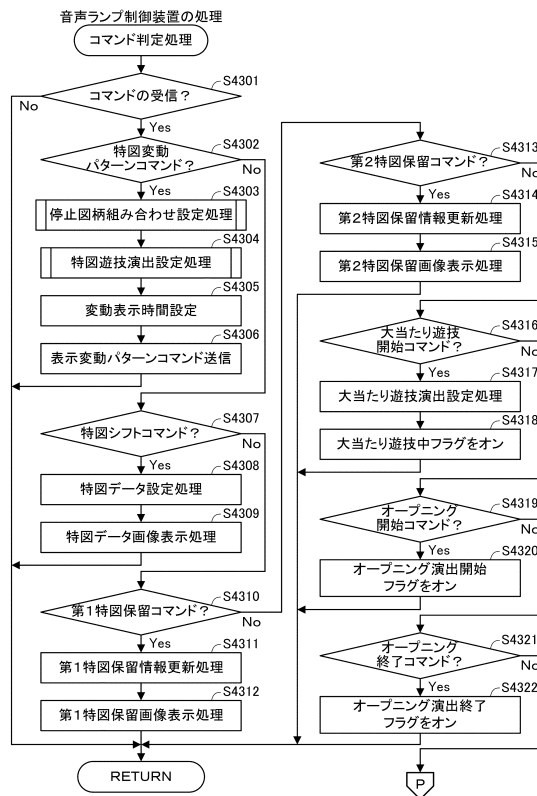 音声ランプ制御装置の処理
コマンド判定処理
S4301
コマンドの受信?
No
Yes
S4302
特図変動
パターンコマンド?
No
Yes
S4303
停止図柄組み合わせ設定処理
S4304
特図遊技演出設定処理
S4305
変動表示時間設定
S4306
表示変動パターンコマンド送信
S4307
特図シフトコマンド?
No
Yes
S4308
特図データ設定処理
S4309
特図データ画像表示処理
S4310
第1特図保留コマンド?
No
Yes
S4311
第1特図保留情報更新処理
S4312
第1特図保留画像表示処理
RETURN
S4313
第2特図保留コマンド?
No
Yes
S4314
第2特図保留情報更新処理
S4315
第2特図保留画像表示処理
S4316
大当たり遊技
開始コマンド?
No
Yes
S4317
大当たり遊技演出設定処理
S4318
大当たり遊技中フラグをオン
S4319
オープニング
開始コマンド?
No
Yes
S4320
オープニング演出開始
フラグをオン
S4321
オープニング
終了コマンド?
No
Yes
S4322
オープニング演出終了
フラグをオン
P